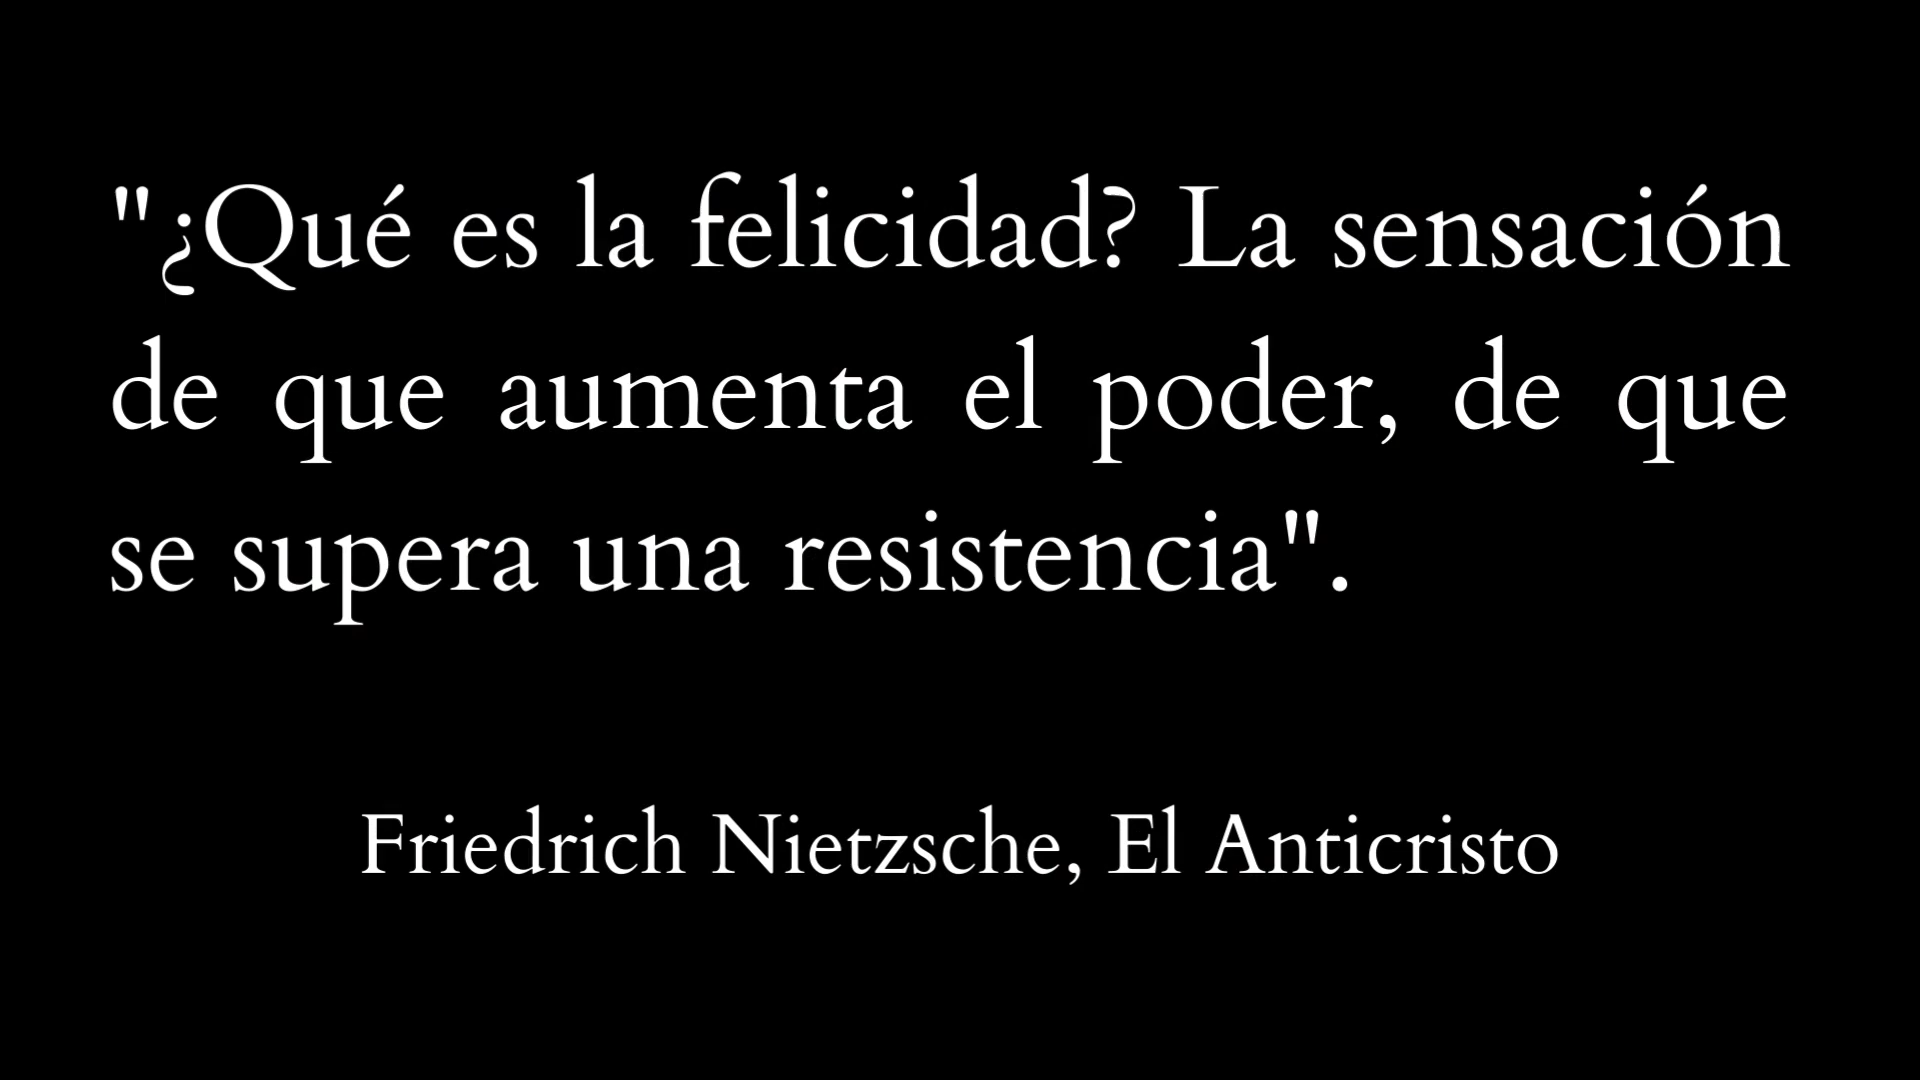 "¿Qué es la felicidad? La sensación
de que aumenta el poder, de que
se supera una resistencia".
Friedrich Nietzsche, El Anticristo